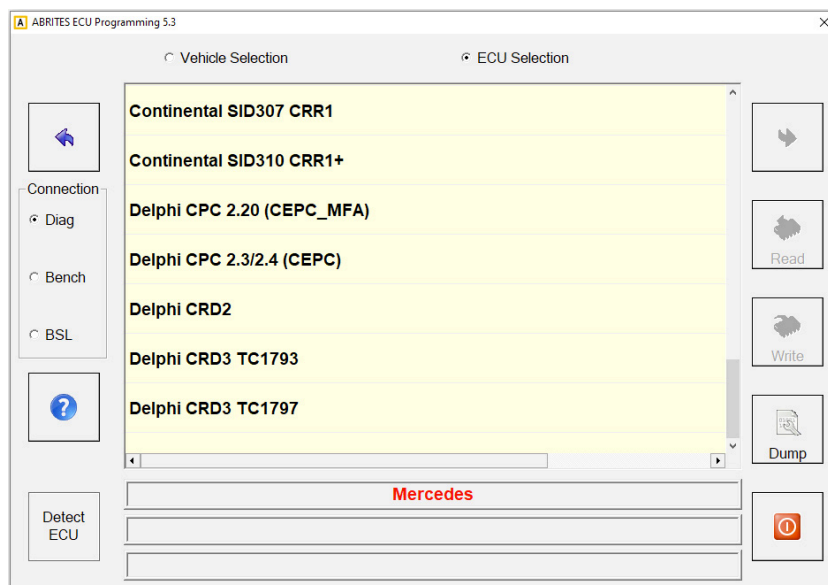 ABRITES ECU Programming 5.3
Vehicle Selection
ECU Selection
Connection
Diag
Bench
BSL
Detect
ECU
Continental SID307 CRR1
Continental SID310 CRR1+
Delphi CPC 2.20 (CEPC_MFA)
Delphi CPC 2.3/2.4 (CEPC)
Delphi CRD2
Delphi CRD3 TC1793
Delphi CRD3 TC1797
Mercedes
Read
Write
Dump